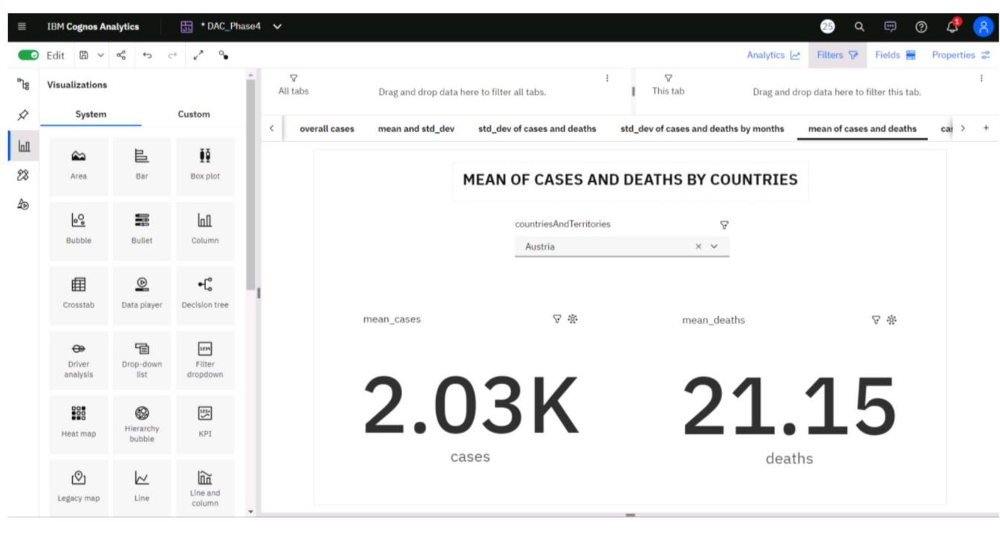 IBM Cognos Analytics
* DAC_Phase4
25
1
Edit
Analytics
Filters
Fields
Properties
Visualizations
System
Custom
Area
Bar
Box plot
Bubble
Bullet
Column
Crosstab
Data player
Decision tree
Driver
analysis
Drop-down
list
Filter
dropdown
Heat map
Hierarchy
bubble
KPI
Legacy map
Line
Line and
column
All tabs
Drag and drop data here to filter all tabs.
This tab
Drag and drop data here to filter this tab.
overall cases
mean and std_dev
std_dev of cases and deaths
std_dev of cases and deaths by months
mean of cases and deaths
cas
MEAN OF CASES AND DEATHS BY COUNTRIES
countriesAndTerritories
Austria
mean_cases
2.03K
cases
mean_deaths
21.15
deaths